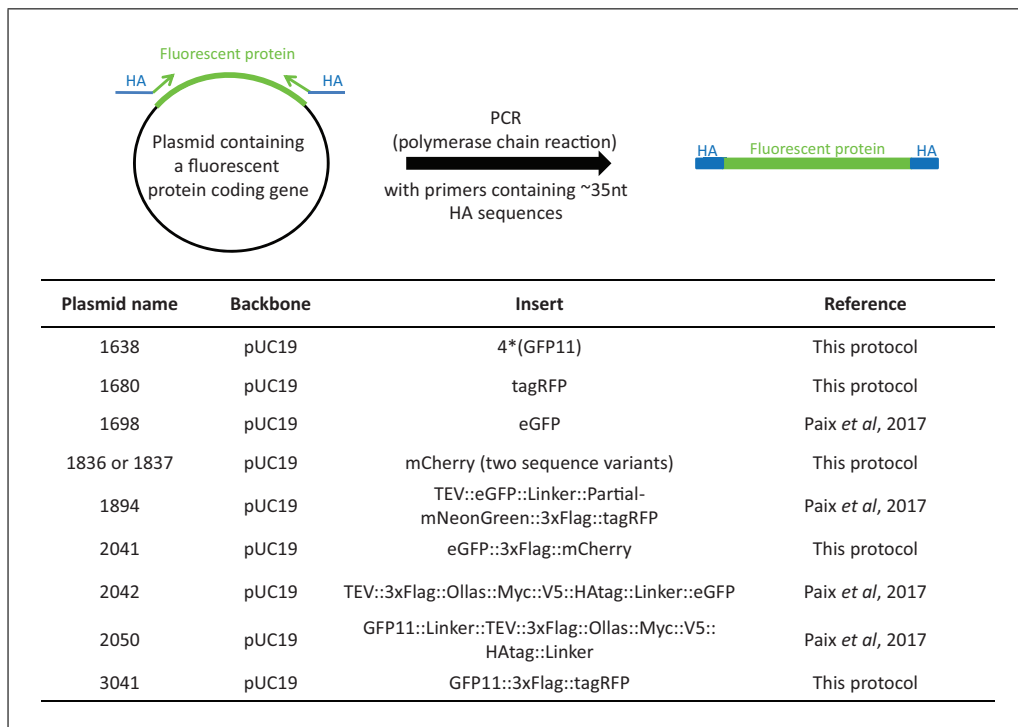 Fluorescent protein
HA
HA
Plasmid containing
a fluorescent
protein coding gene
PCR
(polymerase chain reaction)
with primers containing ~35nt
HA sequences
HA
Fluorescent protein
HA
Plasmid name Backbone Insert Reference
1638 pUC19 4*(GFP11) This protocol
1680 pUC19 tagRFP This protocol
1698 pUC19 eGFP Paix et al, 2017
1836 or 1837 pUC19 mCherry (two sequence variants) This protocol
1894 pUC19 TEV::eGFP::Linker::Partial-
mNeonGreen::3xFlag::tagRFP Paix et al, 2017
2041 pUC19 eGFP::3xFlag::mCherry This protocol
2042 pUC19 TEV::3xFlag::Ollas::Myc::V5::HAtag::Linker::eGFP Paix et al, 2017
2050 pUC19 GFP11::Linker::TEV::3xFlag::Ollas::Myc::V5::
HAtag::Linker Paix et al, 2017
3041 pUC19 GFP11::3xFlag::tagRFP This protocol